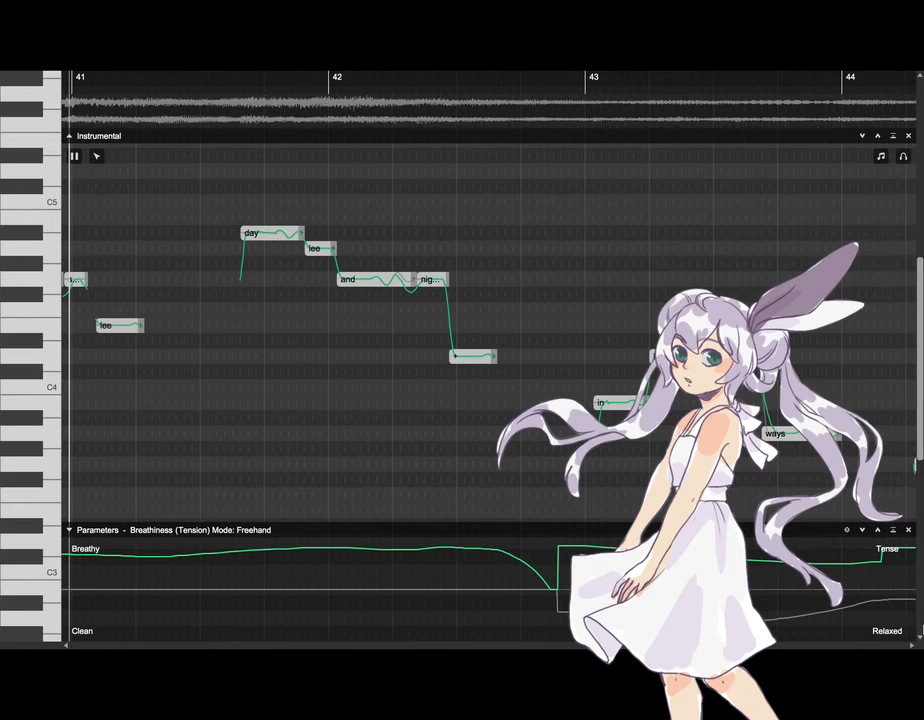 41 42 43 44
Instrumental
C5
day
lee
and nig...
s...
lee
+
C4
in
ways
Parameters - Breathiness (Tension) Mode: Freehand
Breathy Tense
C3
Clean Relaxed